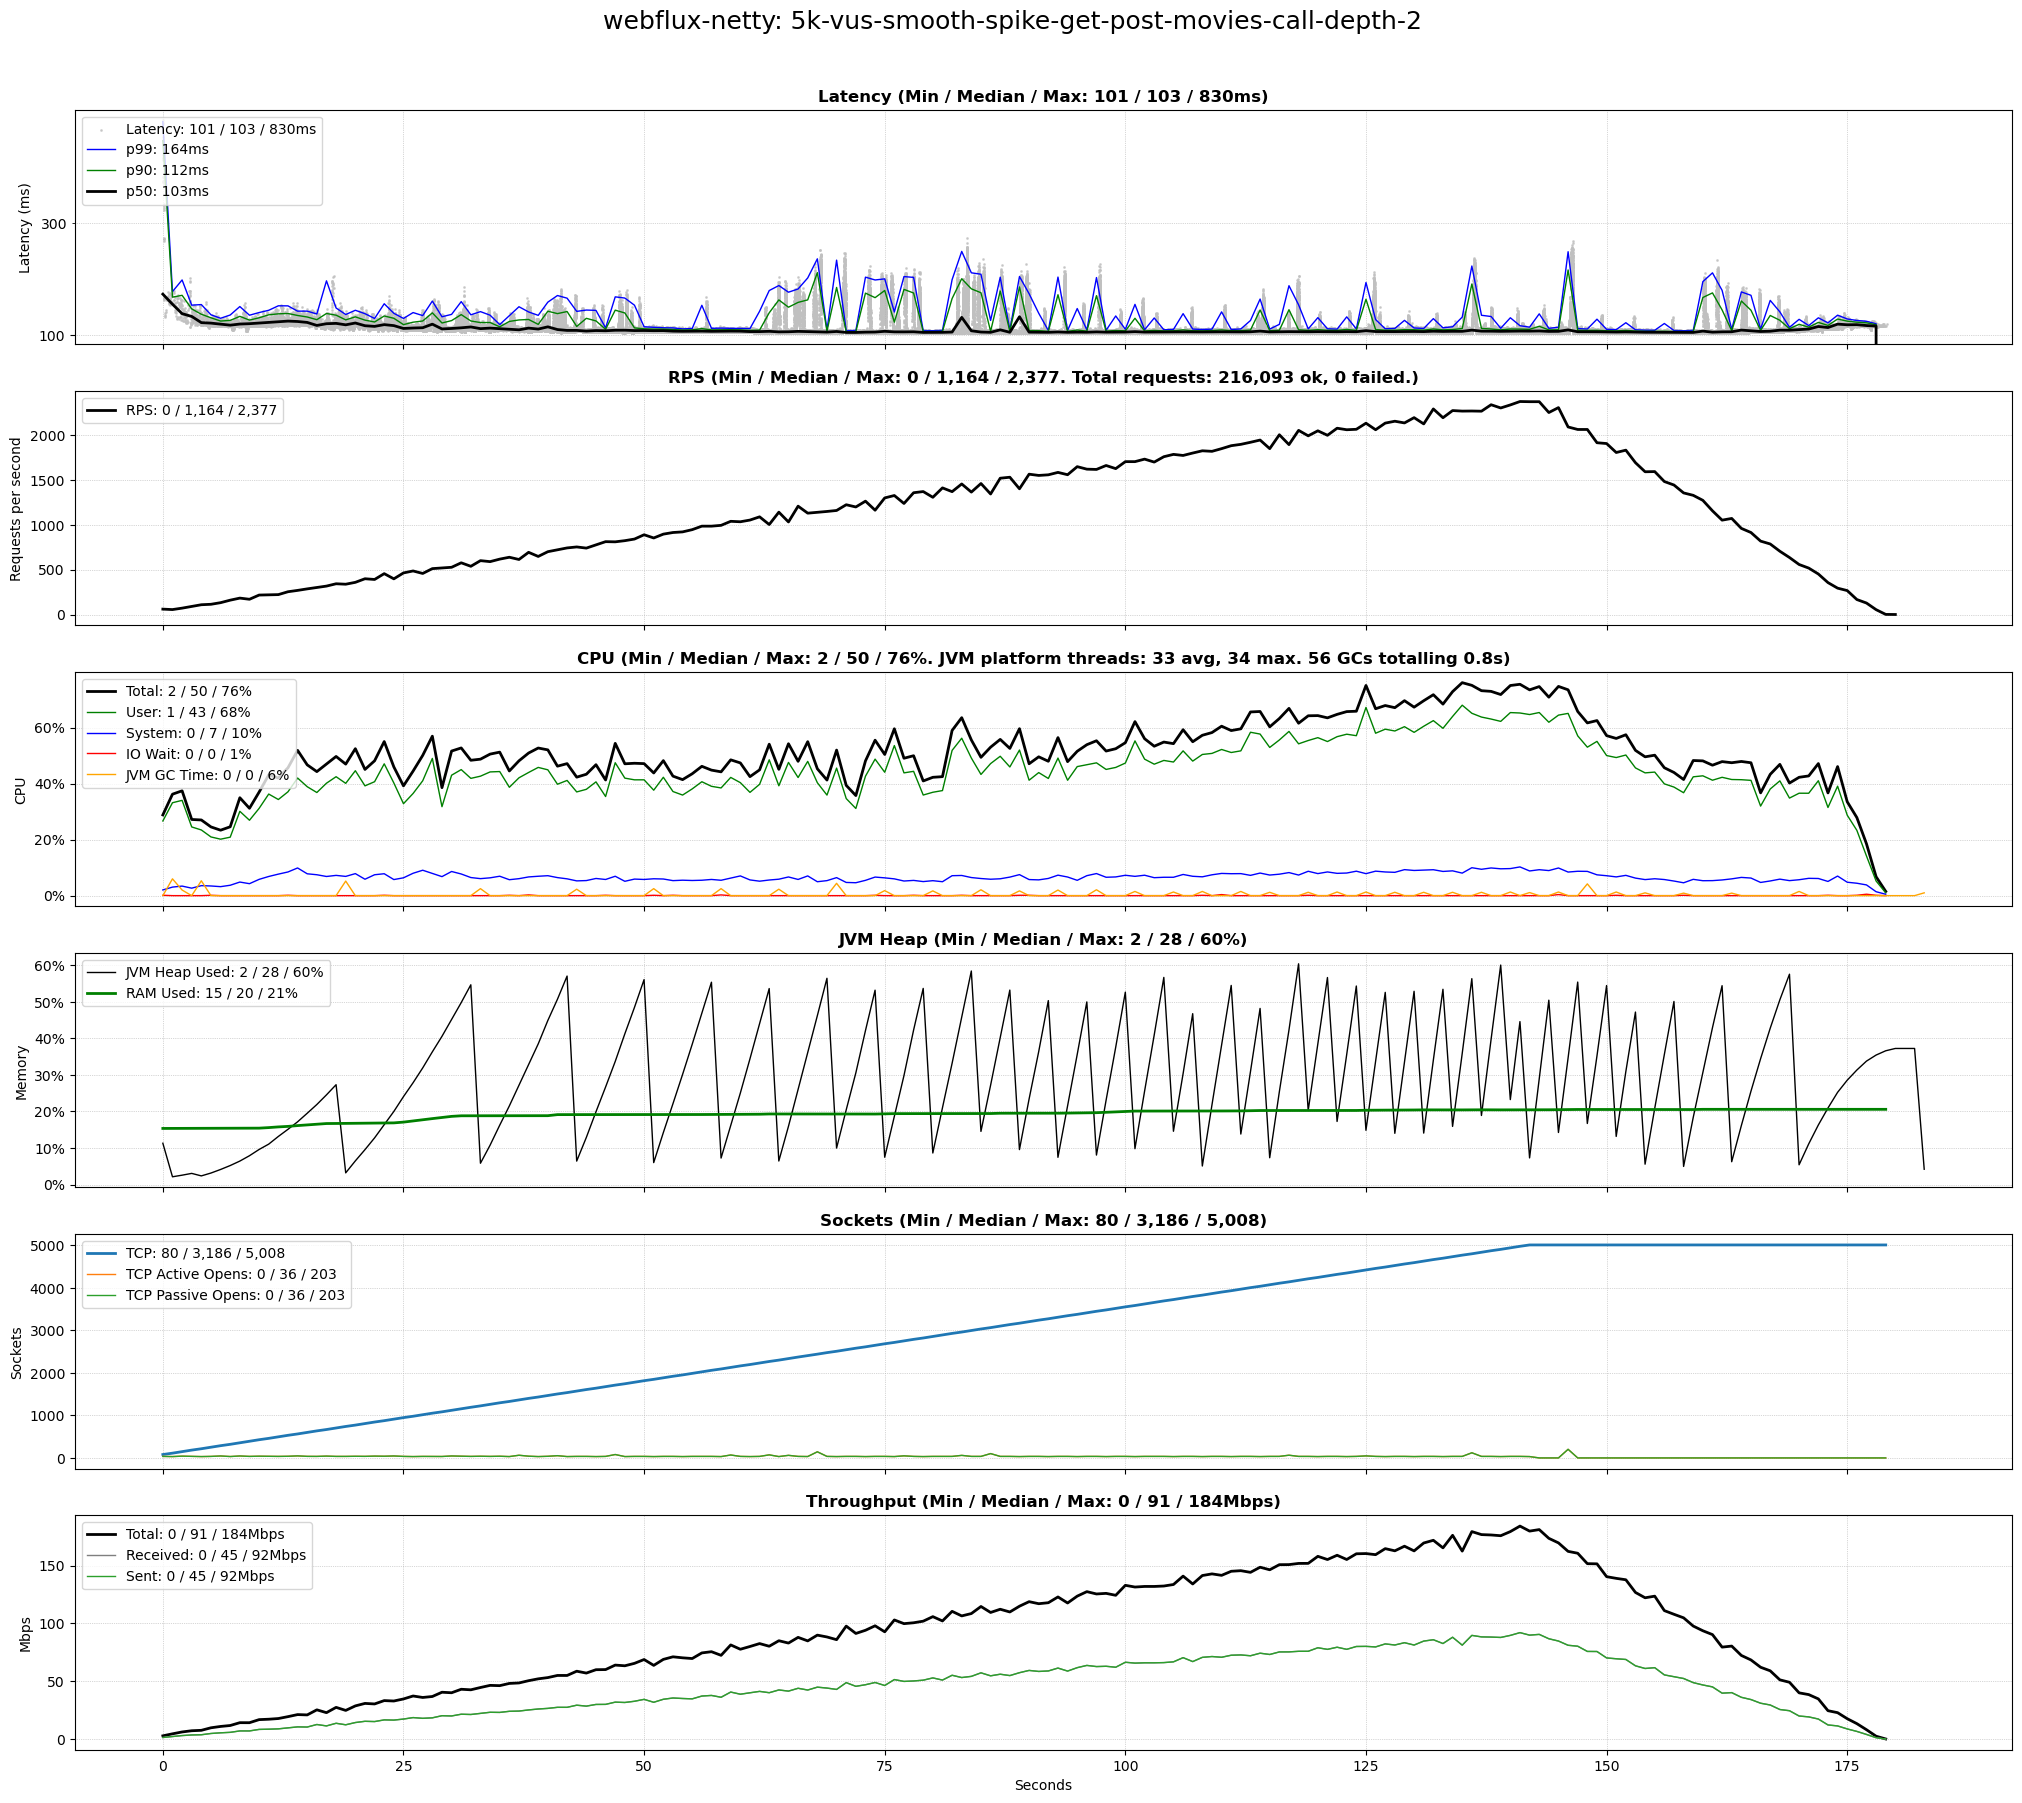 webflux-netty: 5k-vus-smooth-spike-get-post-movies-call-depth-2
Latency (Min / Median / Max: 101 / 103 / 830ms)
Latency: 101 / 103 / 830ms
p99: 164ms
p90: 112ms
p50: 103ms
Latency (ms)
300
100
RPS (Min / Median / Max: 0 / 1,164 / 2,377. Total requests: 216,093 ok, 0 failed.)
RPS: 0 / 1,164 / 2,377
Requests per second
2000
1500
1000
500
0
CPU (Min / Median / Max: 2 / 50 / 76%. JVM platform threads: 33 avg, 34 max. 56 GCs totalling 0.8s)
Total: 2 / 50 / 76%
User: 1 / 43 / 68%
System: 0 / 7 / 10%
IO Wait: 0 / 0 / 1%
JVM GC Time: 0 / 0 / 6%
CPU
60%
40%
20%
0%
JVM Heap (Min / Median / Max: 2 / 28 / 60%)
JVM Heap Used: 2 / 28 / 60%
RAM Used: 15 / 20 / 21%
Memory
60%
50%
40%
30%
20%
10%
0%
Sockets (Min / Median / Max: 80 / 3,186 / 5,008)
TCP: 80 / 3,186 / 5,008
TCP Active Opens: 0 / 36 / 203
TCP Passive Opens: 0 / 36 / 203
Sockets
5000
4000
3000
2000
1000
0
Throughput (Min / Median / Max: 0 / 91 / 184Mbps)
Total: 0 / 91 / 184Mbps
Received: 0 / 45 / 92Mbps
Sent: 0 / 45 / 92Mbps
Mbps
150
100
50
0
0 25 50 75 100 125 150 175
Seconds